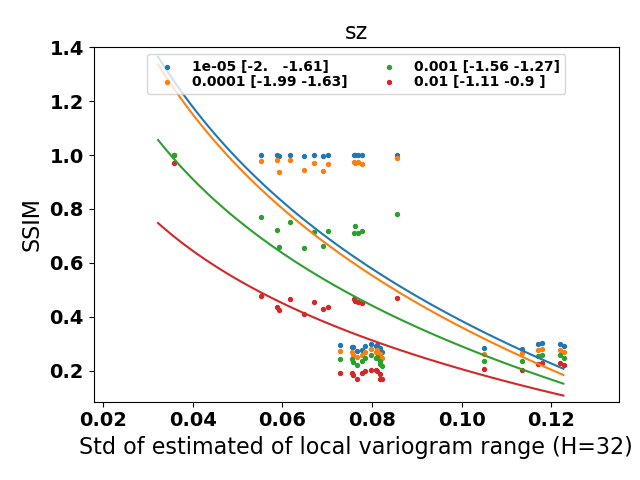 sz
1e-05 [-2.   -1.61]
0.0001 [-1.99 -1.63]
0.001 [-1.56 -1.27]
0.01 [-1.11 -0.9 ]
1.4
1.2
1.0
0.8
0.6
0.4
0.2
SSIM
0.02 0.04 0.06 0.08 0.10 0.12
Std of estimated of local variogram range (H=32)